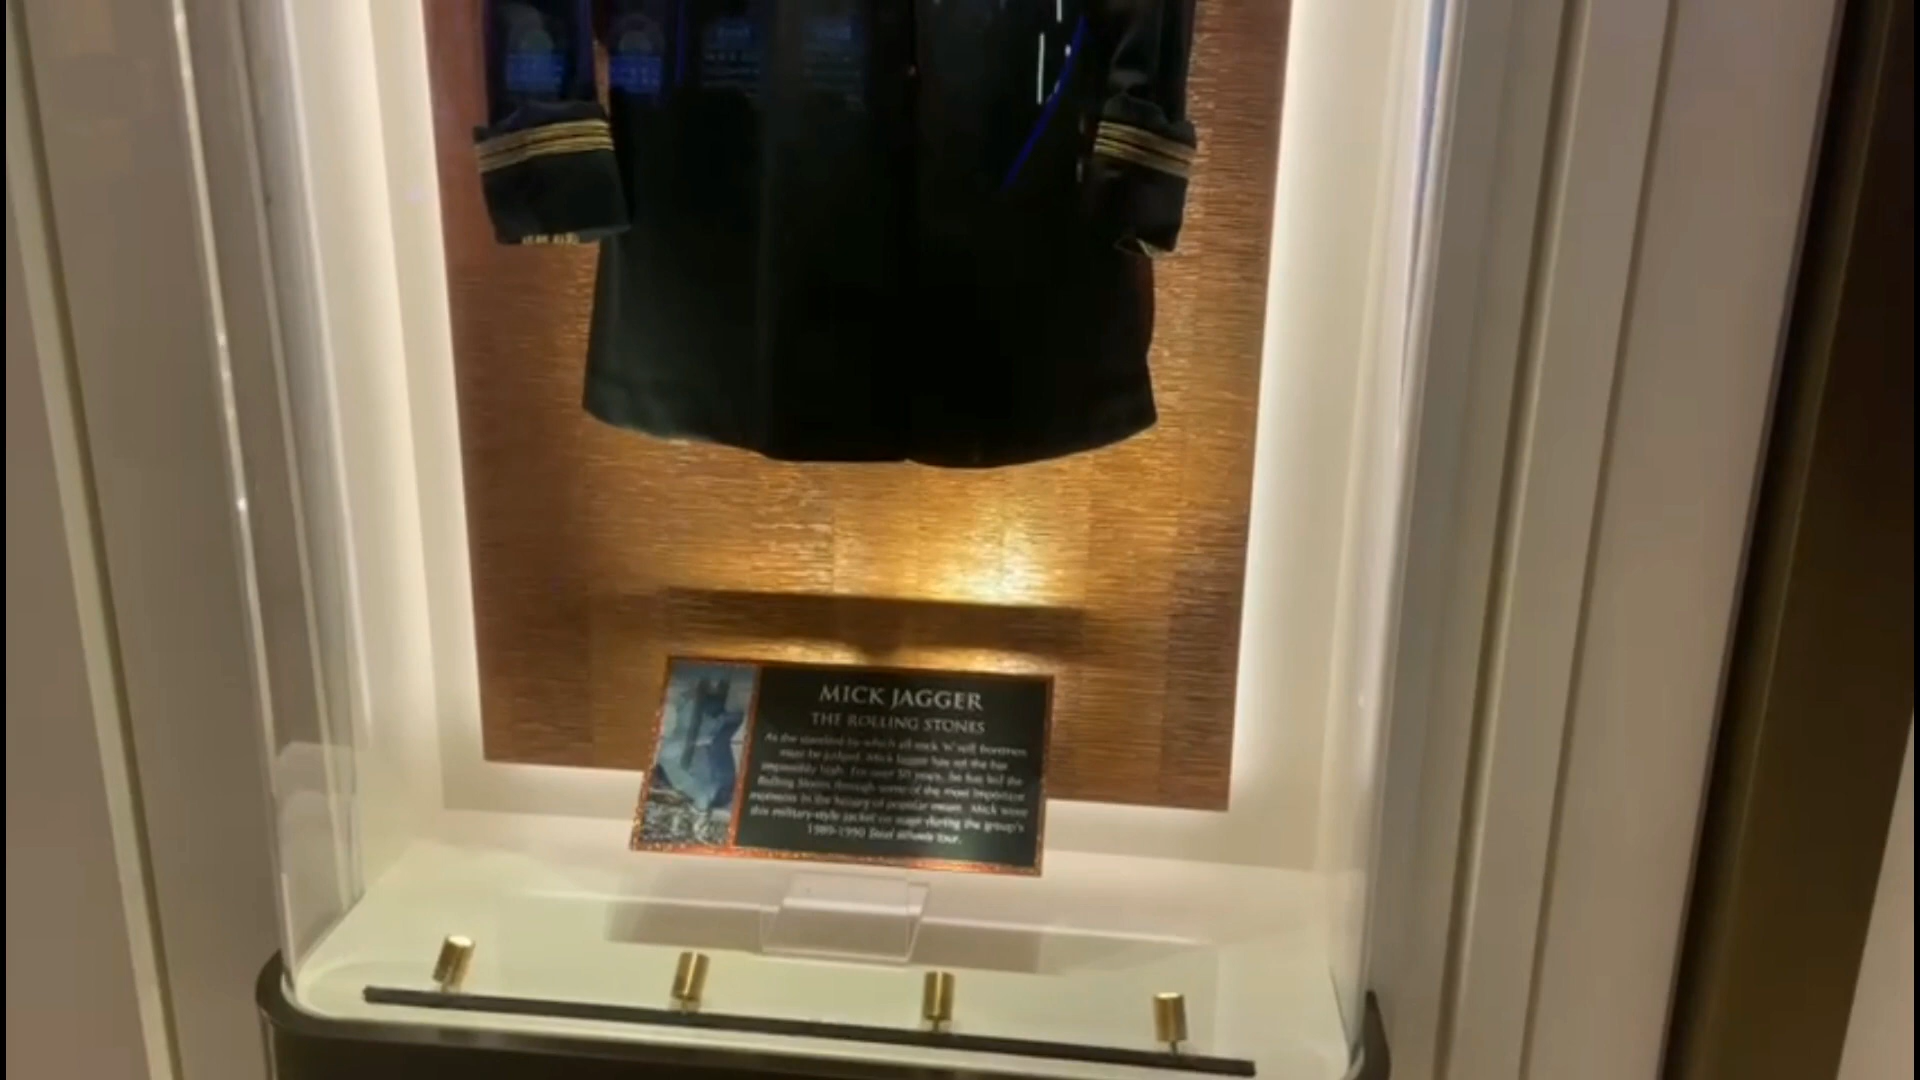 MICK JAGGER
THE ROLLING STONES
As the standard by which all rock 'n' roll frontmen
must be judged, Mick Jagger has set the bar
impossibly high. For over 50 years, he has led the
Rolling Stones through some of the most important
moments in the history of popular music. Mick wore
this military-style jacket on stage during the group's
1989-1990 Steel Wheels tour.